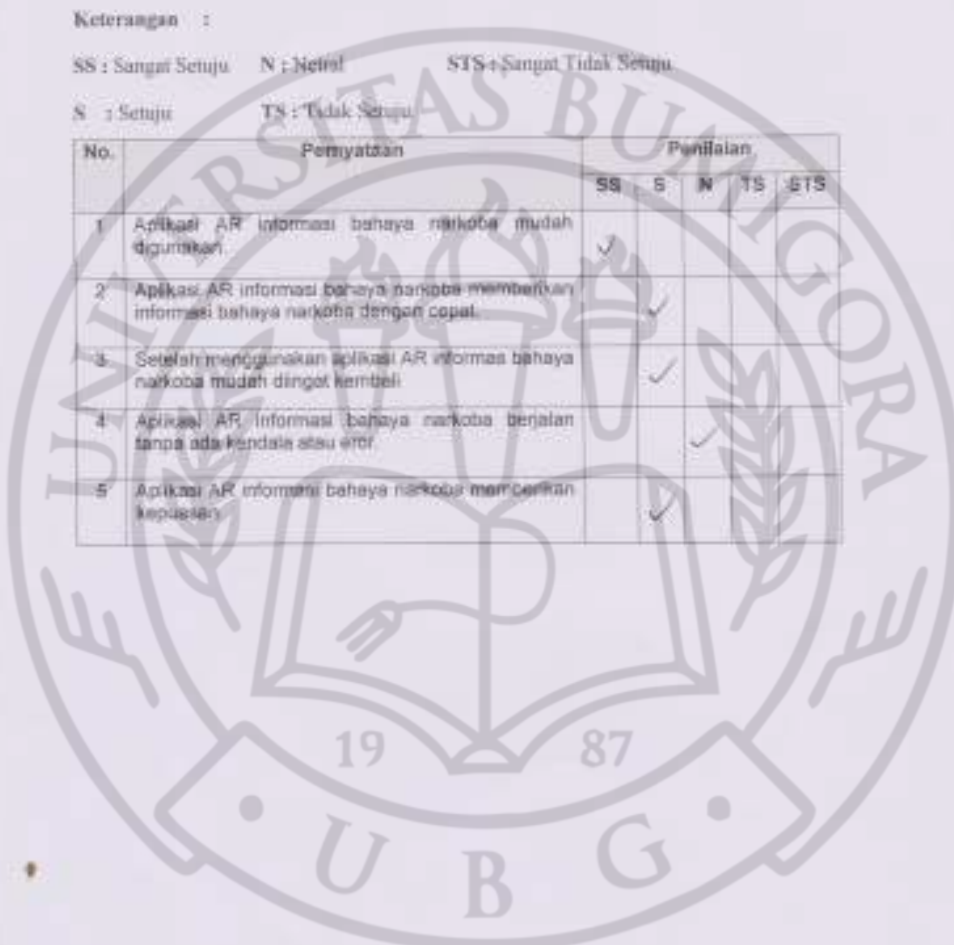 Keterangan :
SS : Sangat Setuju N : Netral STS : Sangat Tidak Setuju
S : Setuju TS : Tidak Setuju
No. Pernyataan Penilaian
SS S N TS STS
1 Aplikasi AR informasi bahaya narkoba mudah
digunakan. ✓
2 Aplikasi AR informasi bahaya narkoba memberikan
informasi bahaya narkoba dengan cepat. ✓
3 Setelah menggunakan aplikasi AR informas bahaya
narkoba mudah diingat kembali ✓
4 Aplikasi AR informasi bahaya narkoba berjalan
tanpa ada kendala atau eror. ✓
5 Aplikasi AR informasi bahaya narkoba memberikan
kepuasan ✓
UNIVERSITAS BUMIGORA
19 87
U B G